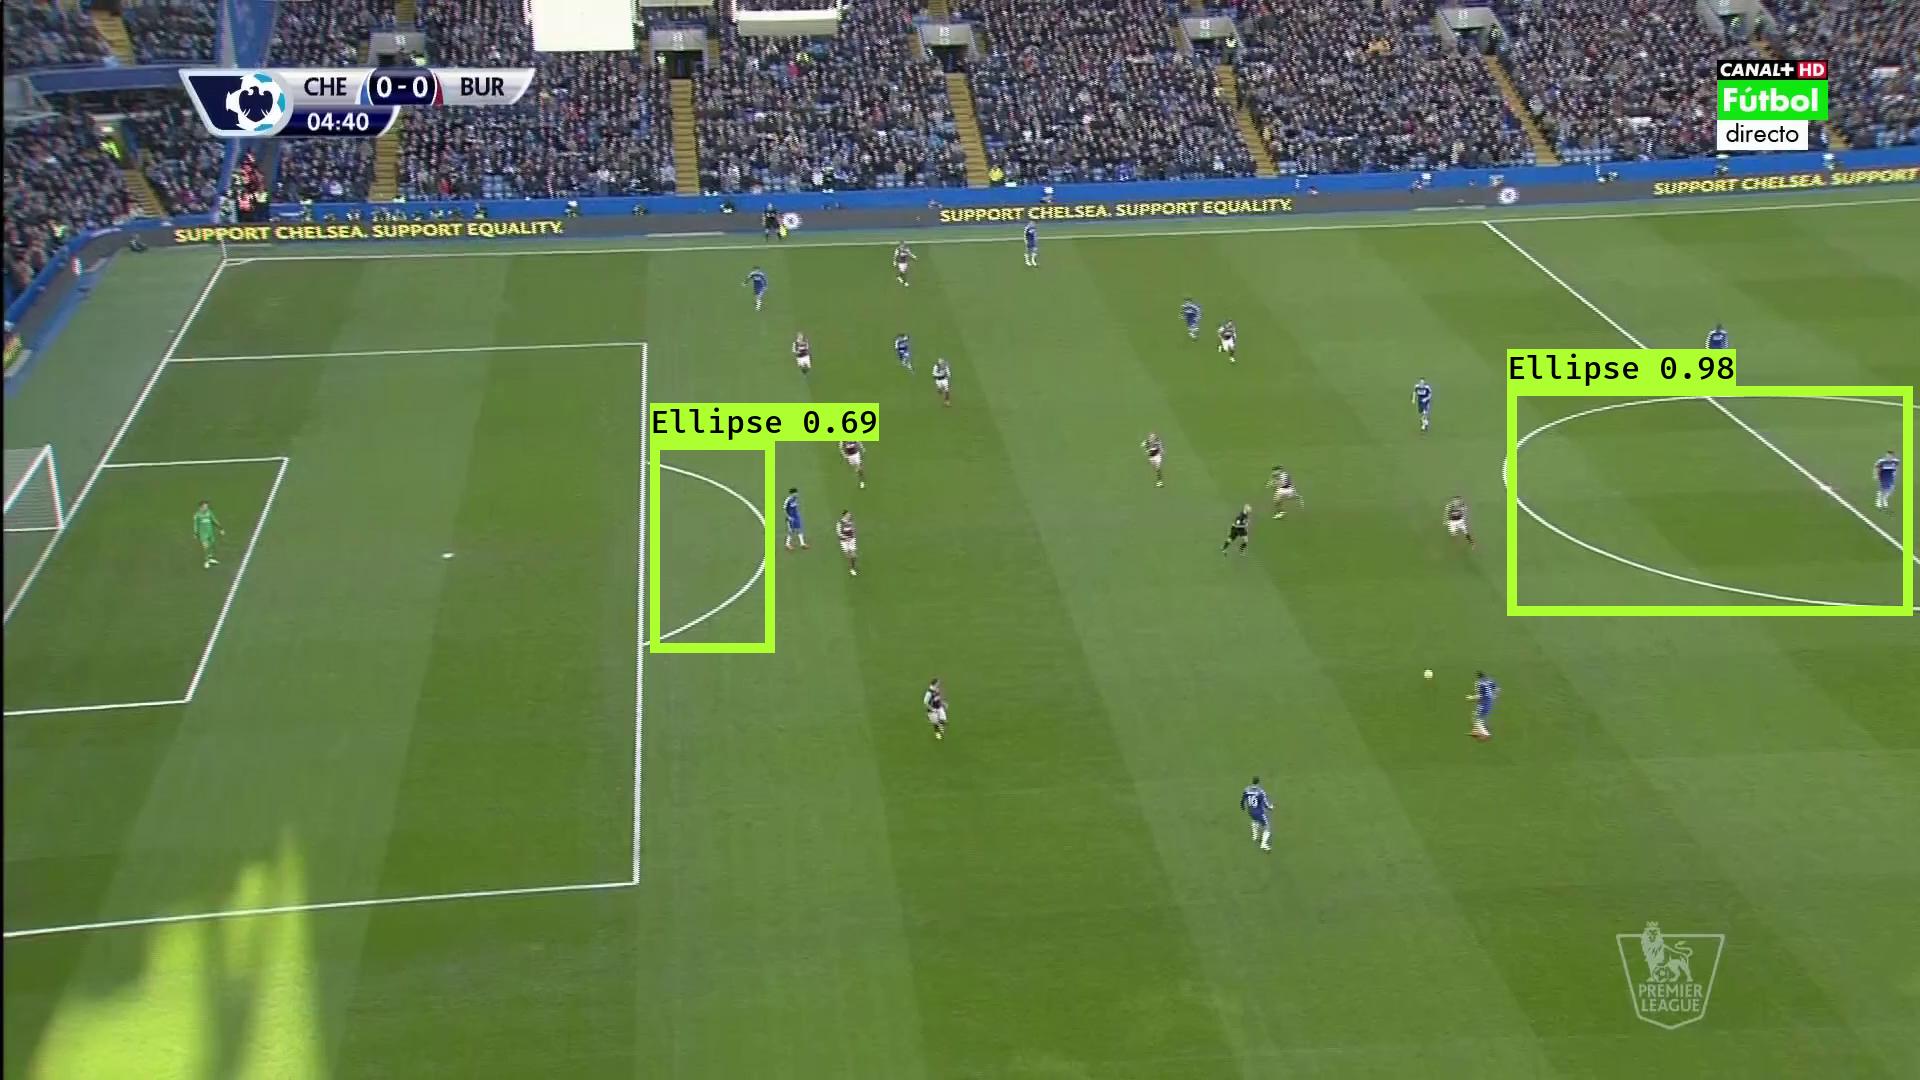 CHE 0-0 BUR
04:40
CANAL+ HD
Fútbol
directo
SUPPORT CHELSEA. SUPPORT EQUALITY.
SUPPORT CHELSEA. SUPPORT EQUALITY.
SUPPORT CHELSEA. SUPPORT
Ellipse 0.98
Ellipse 0.69
16
PREMIER
LEAGUE